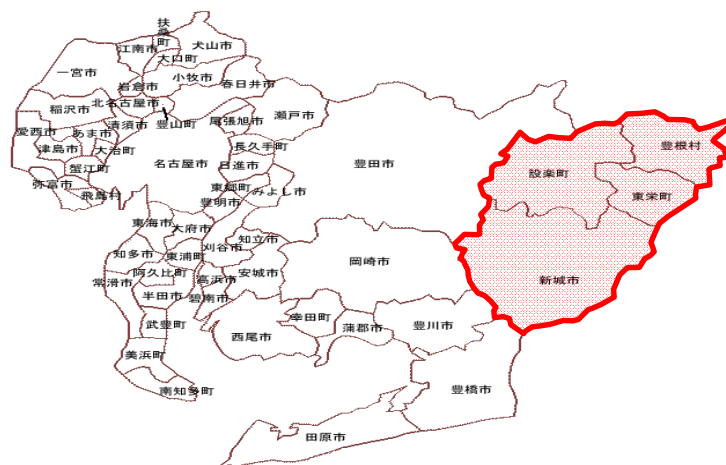 扶桑町
江南市
犬山市
大口町
一宮市
小牧市
岩倉市
春日井市
稲沢市
北名古屋市
瀬戸市
愛西市
あま市
清須市
豊山町
尾張旭市
津島市
大治町
長久手町
豊根村
蟹江町
名古屋市
日進市
豊田市
設楽町
弥富市
飛島村
東郷町
みよし市
東栄町
豊明市
東海市
大府市
知立市
知多市
東浦町
刈谷市
岡崎市
常滑市
阿久比町
高浜市
安城市
新城市
半田市
碧南市
武豊町
幸田町
西尾市
蒲郡市
豊川市
美浜町
南知多町
豊橋市
田原市